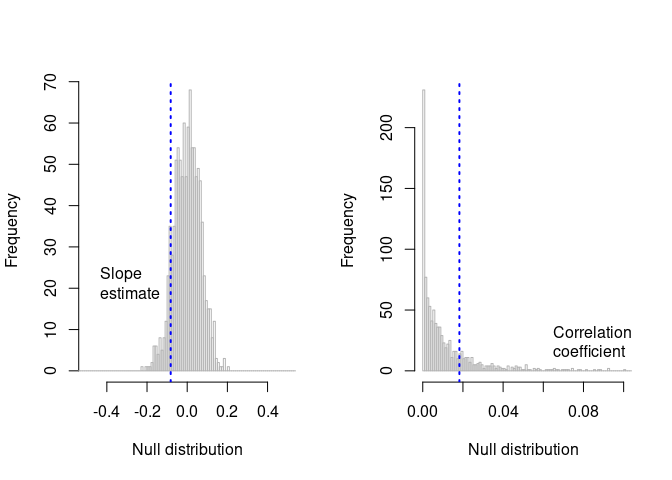 70
60
50
40
30
20
10
0
Frequency
Slope
estimate
-0.4 -0.2 0.0 0.2 0.4
Null distribution
200
150
100
50
0
Frequency
Correlation
coefficient
0.00 0.04 0.08
Null distribution